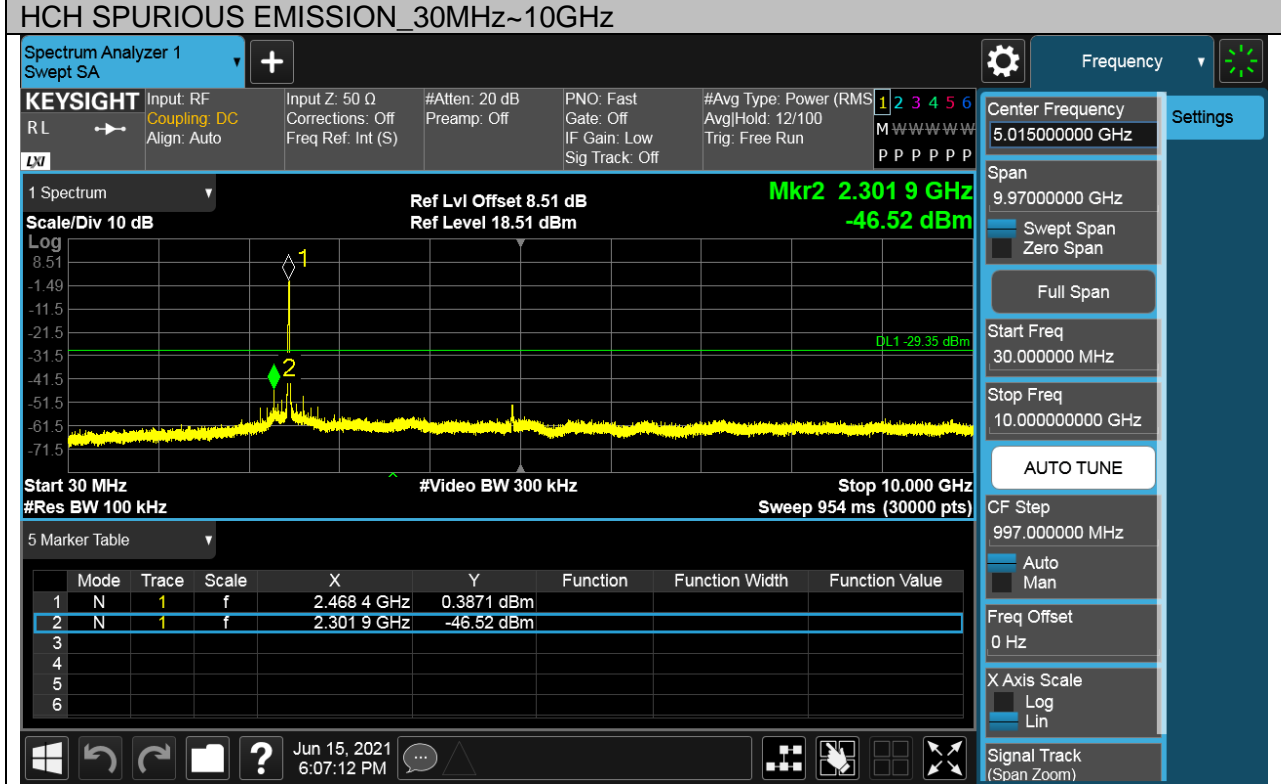 HCH SPURIOUS EMISSION_30MHz~10GHz
Spectrum Analyzer 1
Swept SA
+
Frequency
KEYSIGHT
RL
LXI
Input: RF
Coupling: DC
Align: Auto
Input Z: 50 Ω
Corrections: Off
Freq Ref: Int (S)
#Atten: 20 dB
Preamp: Off
PNO: Fast
Gate: Off
IF Gain: Low
Sig Track: Off
#Avg Type: Power (RMS
Avg|Hold: 12/100
Trig: Free Run
1 2 3 4 5 6
M W W W W W
P P P P P P
1 Spectrum
Scale/Div 10 dB
Ref Lvl Offset 8.51 dB
Ref Level 18.51 dBm
Mkr2 2.301 9 GHz
-46.52 dBm
Log
8.51
-1.49
-11.5
-21.5
-31.5
-41.5
-51.5
-61.5
-71.5
1
2
DL1 -29.35 dBm
Start 30 MHz
#Video BW 300 kHz
Stop 10.000 GHz
#Res BW 100 kHz
Sweep 954 ms (30000 pts)
5 Marker Table
Mode Trace Scale X Y Function Function Width Function Value
1 N 1 f 2.468 4 GHz 0.3871 dBm
2 N 1 f 2.301 9 GHz -46.52 dBm
3
4
5
6
?
Jun 15, 2021
6:07:12 PM
Center Frequency
5.015000000 GHz
Settings
Span
9.97000000 GHz
Swept Span
Zero Span
Full Span
Start Freq
30.000000 MHz
Stop Freq
10.000000000 GHz
AUTO TUNE
CF Step
997.000000 MHz
Auto
Man
Freq Offset
0 Hz
X Axis Scale
Log
Lin
Signal Track
(Span Zoom)